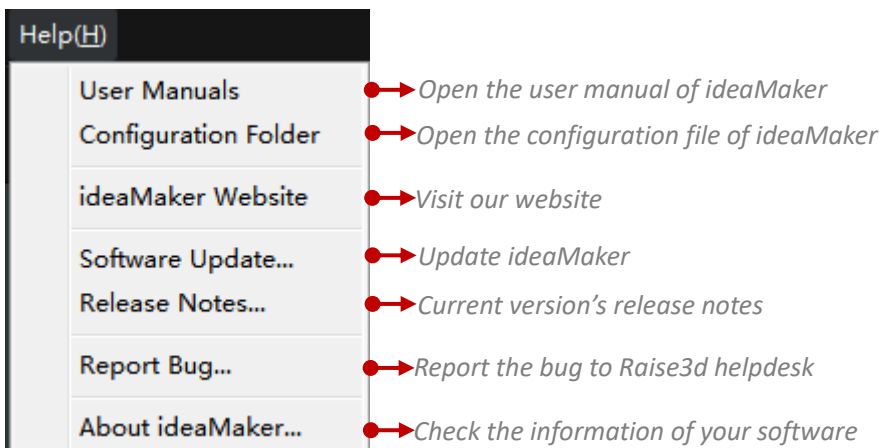 Help(H)
User Manuals Open the user manual of ideaMaker
Configuration Folder Open the configuration file of ideaMaker
ideaMaker Website Visit our website
Software Update... Update ideaMaker
Release Notes... Current version’s release notes
Report Bug... Report the bug to Raise3d helpdesk
About ideaMaker... Check the information of your software